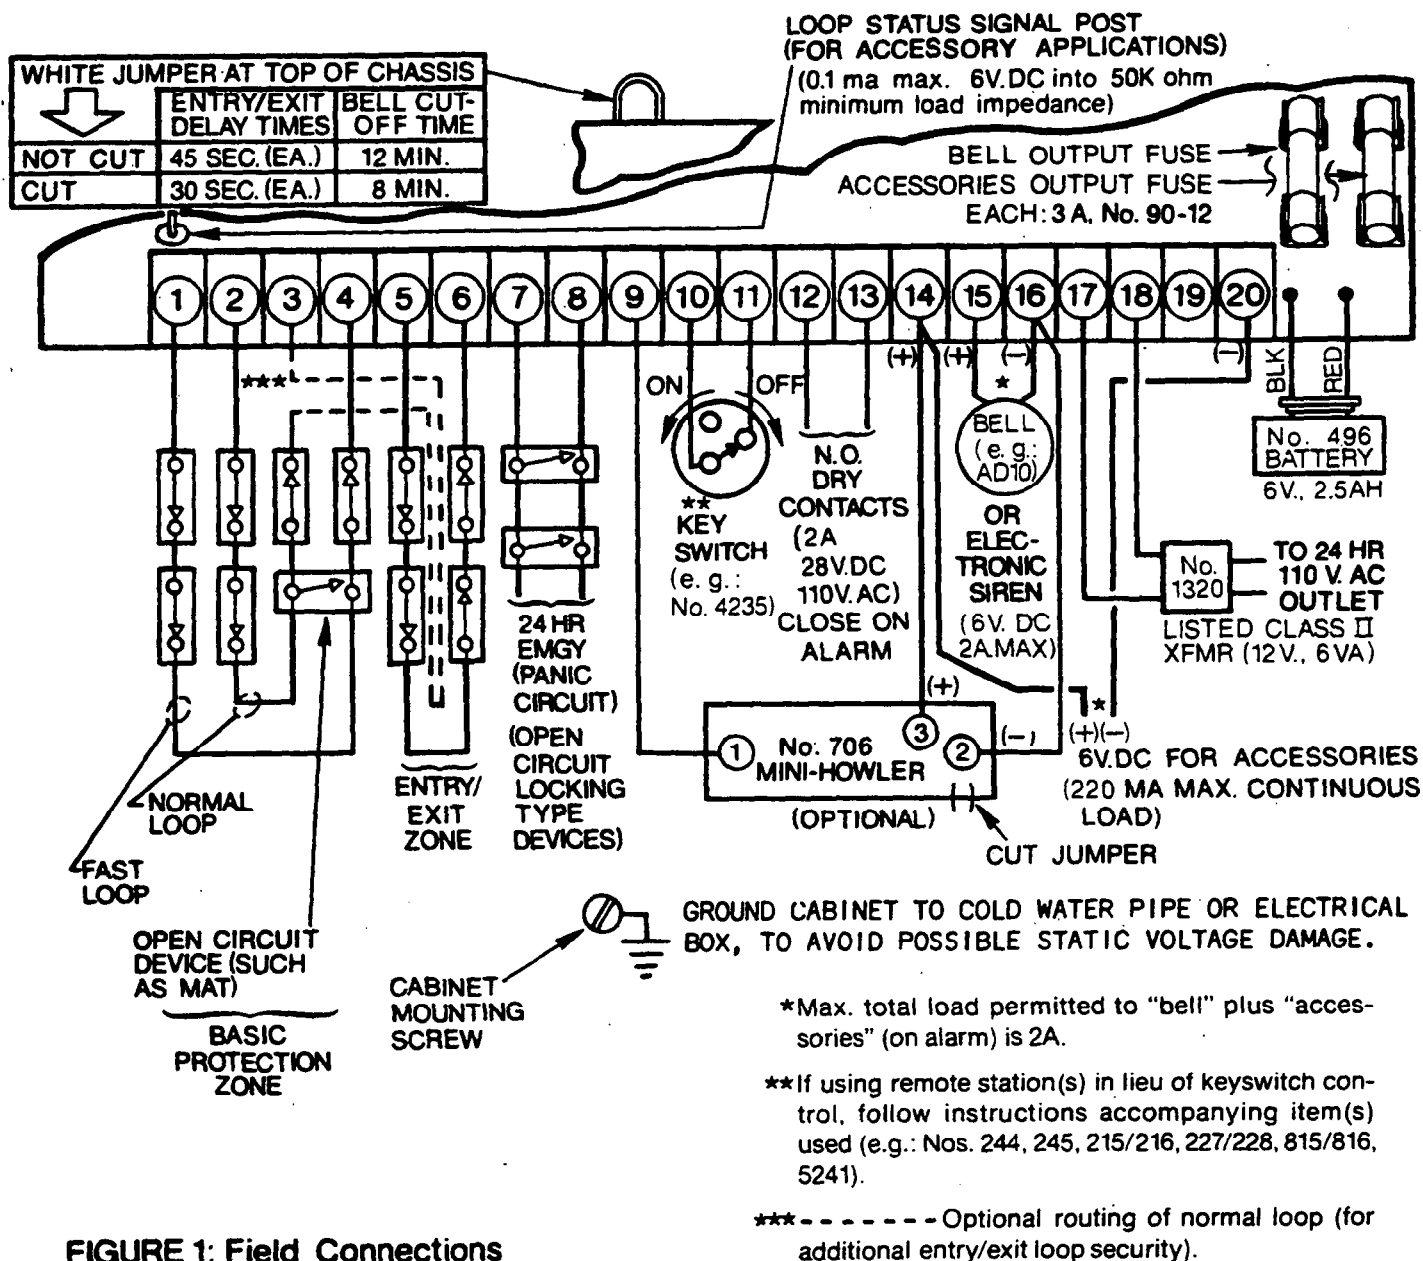 LOOP STATUS SIGNAL POST
(FOR ACCESSORY APPLICATIONS)
(0.1 ma max. 6V.DC into 50K ohm
minimum load impedance)
WHITE JUMPER AT TOP OF CHASSIS
ENTRY/EXIT DELAY TIMES BELL CUT-OFF TIME
NOT CUT 45 SEC. (EA.) 12 MIN.
CUT 30 SEC. (EA.) 8 MIN.
BELL OUTPUT FUSE
ACCESSORIES OUTPUT FUSE
EACH: 3 A. No. 90-12
1 2 3 4 5 6 7 8 9 10 11 12 13 14 15 16 17 18 19 20
(+) (+) (-) (-)
BLK RED
***
ON OFF
*
BELL
(e. g.:
AD10)
OR
ELEC-
TRONIC
SIREN
(6V. DC
2A.MAX)
No. 496
BATTERY
6V., 2.5AH
N.O.
DRY
CONTACTS
(2A
28V.DC
110V.AC)
CLOSE ON
ALARM
**
KEY
SWITCH
(e. g.:
No. 4235)
No.
1320
TO 24 HR
110 V. AC
OUTLET
LISTED CLASS II
XFMR (12V., 6VA)
24 HR
EMGY
(PANIC
CIRCUIT)
(OPEN
CIRCUIT
LOCKING
TYPE
DEVICES)
(+)
1 3 2
No. 706
MINI-HOWLER
(-)
(OPTIONAL)
CUT JUMPER
*
(+)(-)
6V.DC FOR ACCESSORIES
(220 MA MAX. CONTINUOUS
LOAD)
ENTRY/
EXIT
ZONE
NORMAL
LOOP
FAST
LOOP
OPEN CIRCUIT
DEVICE (SUCH
AS MAT)
BASIC
PROTECTION
ZONE
CABINET
MOUNTING
SCREW
GROUND CABINET TO COLD WATER PIPE OR ELECTRICAL
BOX, TO AVOID POSSIBLE STATIC VOLTAGE DAMAGE.
*Max. total load permitted to "bell" plus "acces-
sories" (on alarm) is 2A.
**If using remote station(s) in lieu of keyswitch con-
trol, follow instructions accompanying item(s)
used (e.g.: Nos. 244, 245, 215/216, 227/228, 815/816,
5241).
***-------Optional routing of normal loop (for
additional entry/exit loop security).
FIGURE 1: Field Connections